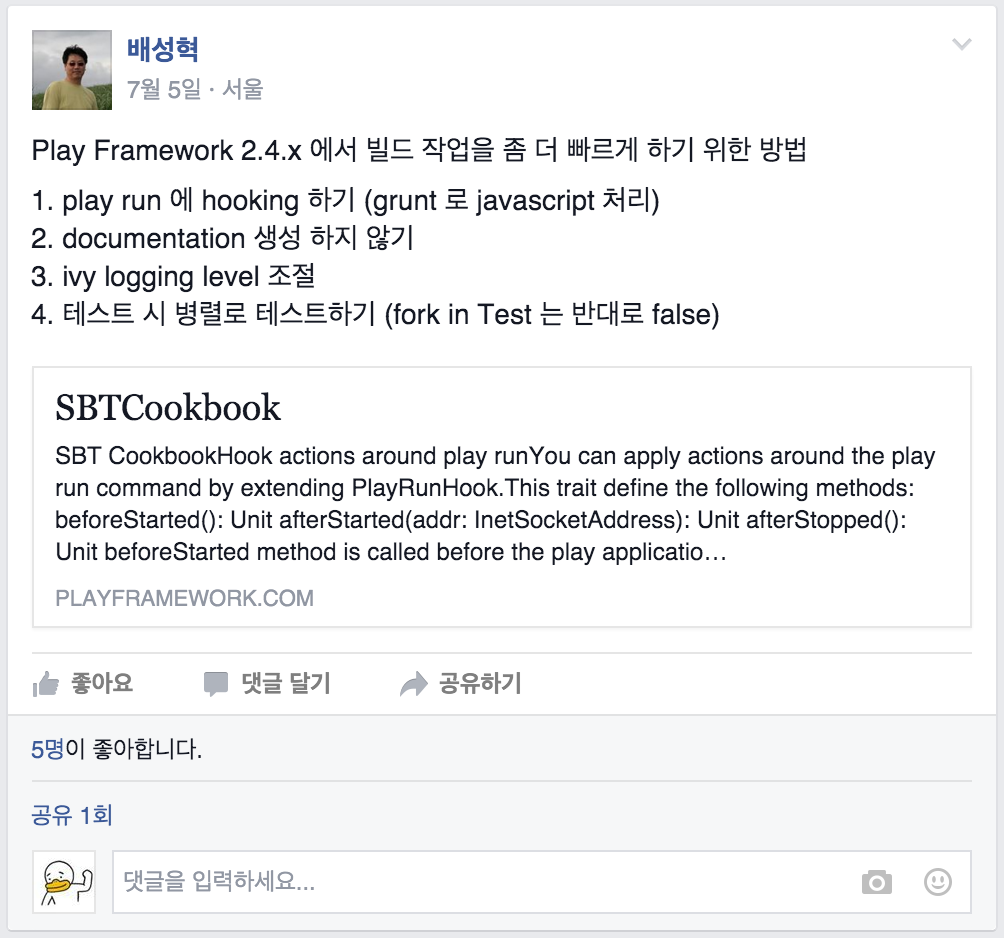 배성혁
7월 5일 · 서울
Play Framework 2.4.x 에서 빌드 작업을 좀 더 빠르게 하기 위한 방법
1. play run 에 hooking 하기 (grunt 로 javascript 처리)
2. documentation 생성 하지 않기
3. ivy logging level 조절
4. 테스트 시 병렬로 테스트하기 (fork in Test 는 반대로 false)
SBTCookbook
SBT CookbookHook actions around play runYou can apply actions around the play
run command by extending PlayRunHook.This trait define the following methods:
beforeStarted(): Unit afterStarted(addr: InetSocketAddress): Unit afterStopped():
Unit beforeStarted method is called before the play applicatio…
PLAYFRAMEWORK.COM
좋아요 댓글 달기 공유하기
5명이 좋아합니다.
공유 1회
댓글을 입력하세요...